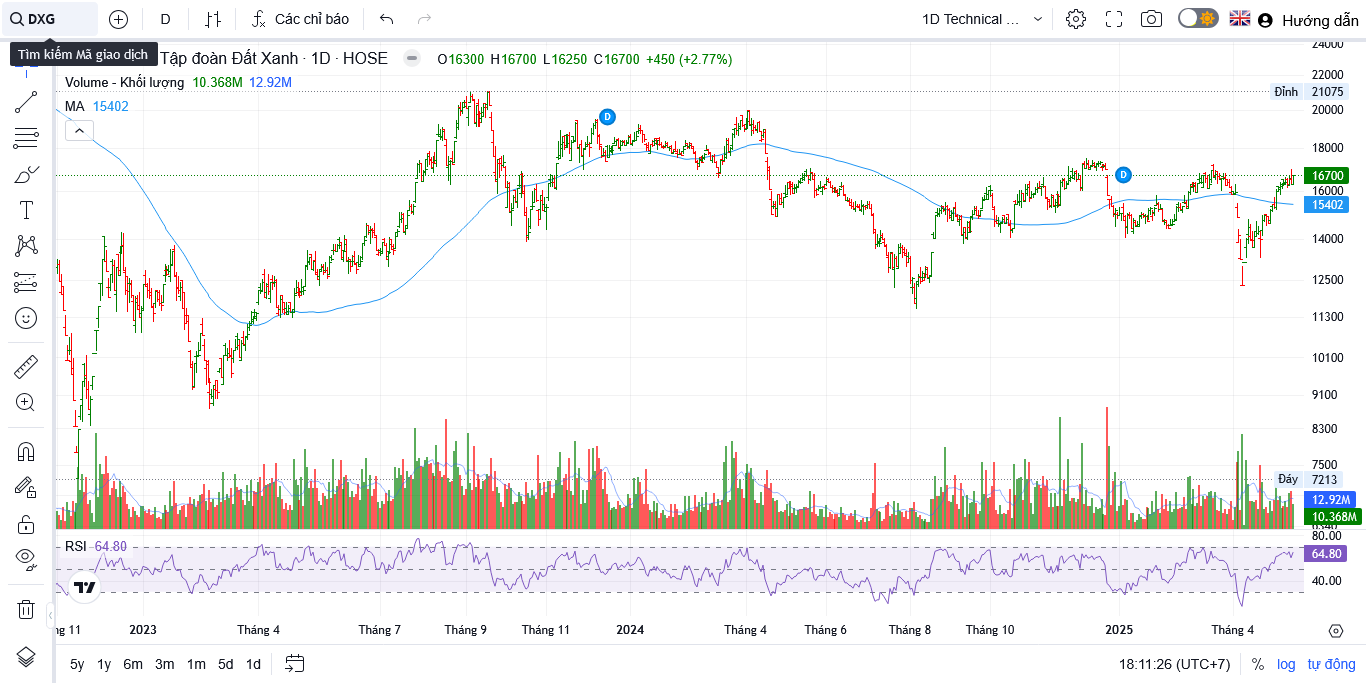 DXG
D
Các chỉ báo
1D Technical ...
Hướng dẫn
Tìm kiếm Mã giao dịch
Tập đoàn Đất Xanh · 1D · HOSE
O16300 H16700 L16250 C16700 +450 (+2.77%)
Volume - Khối lượng 10.368M 12.92M
MA 15402
D
D
24000
22000
Đỉnh 21075
20000
18000
16700
16000
15402
14000
12500
11300
10100
9100
8300
7500
Đáy 7213
12.92M
10.368M
RSI 64.80
80.00
64.80
40.00
ng 11 2023 Tháng 4 Tháng 7 Tháng 9 Tháng 11 2024 Tháng 4 Tháng 6 Tháng 8 Tháng 10 2025 Tháng 4
5y 1y 6m 3m 1m 5d 1d
18:11:26 (UTC+7) % log tự động